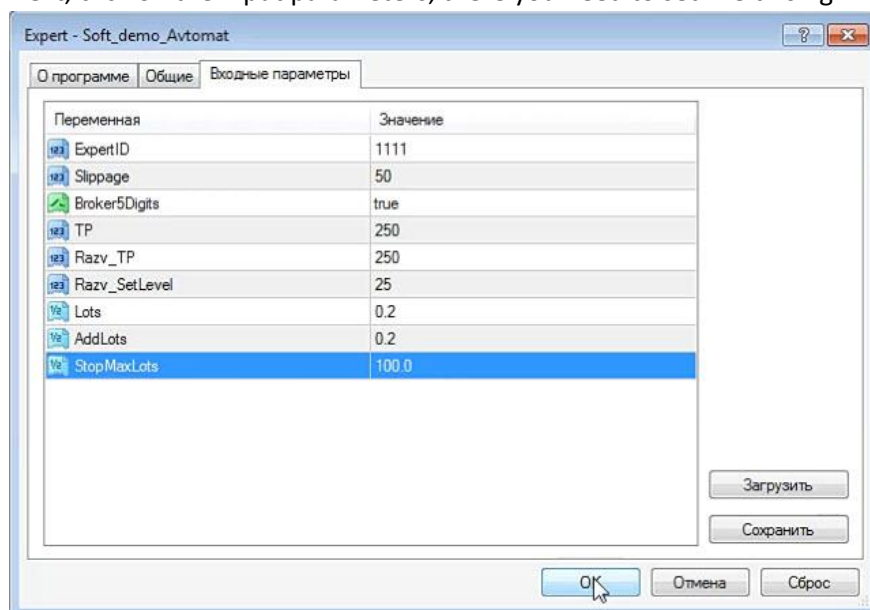 Expert - Soft_demo_Avtomat
О программе Общие Входные параметры
Переменная Значение
ExpertID 1111
Slippage 50
Broker5Digits true
TP 250
Razv_TP 250
Razv_SetLevel 25
Lots 0.2
AddLots 0.2
StopMaxLots 100.0
Загрузить
Сохранить
OK Отмена Сброс